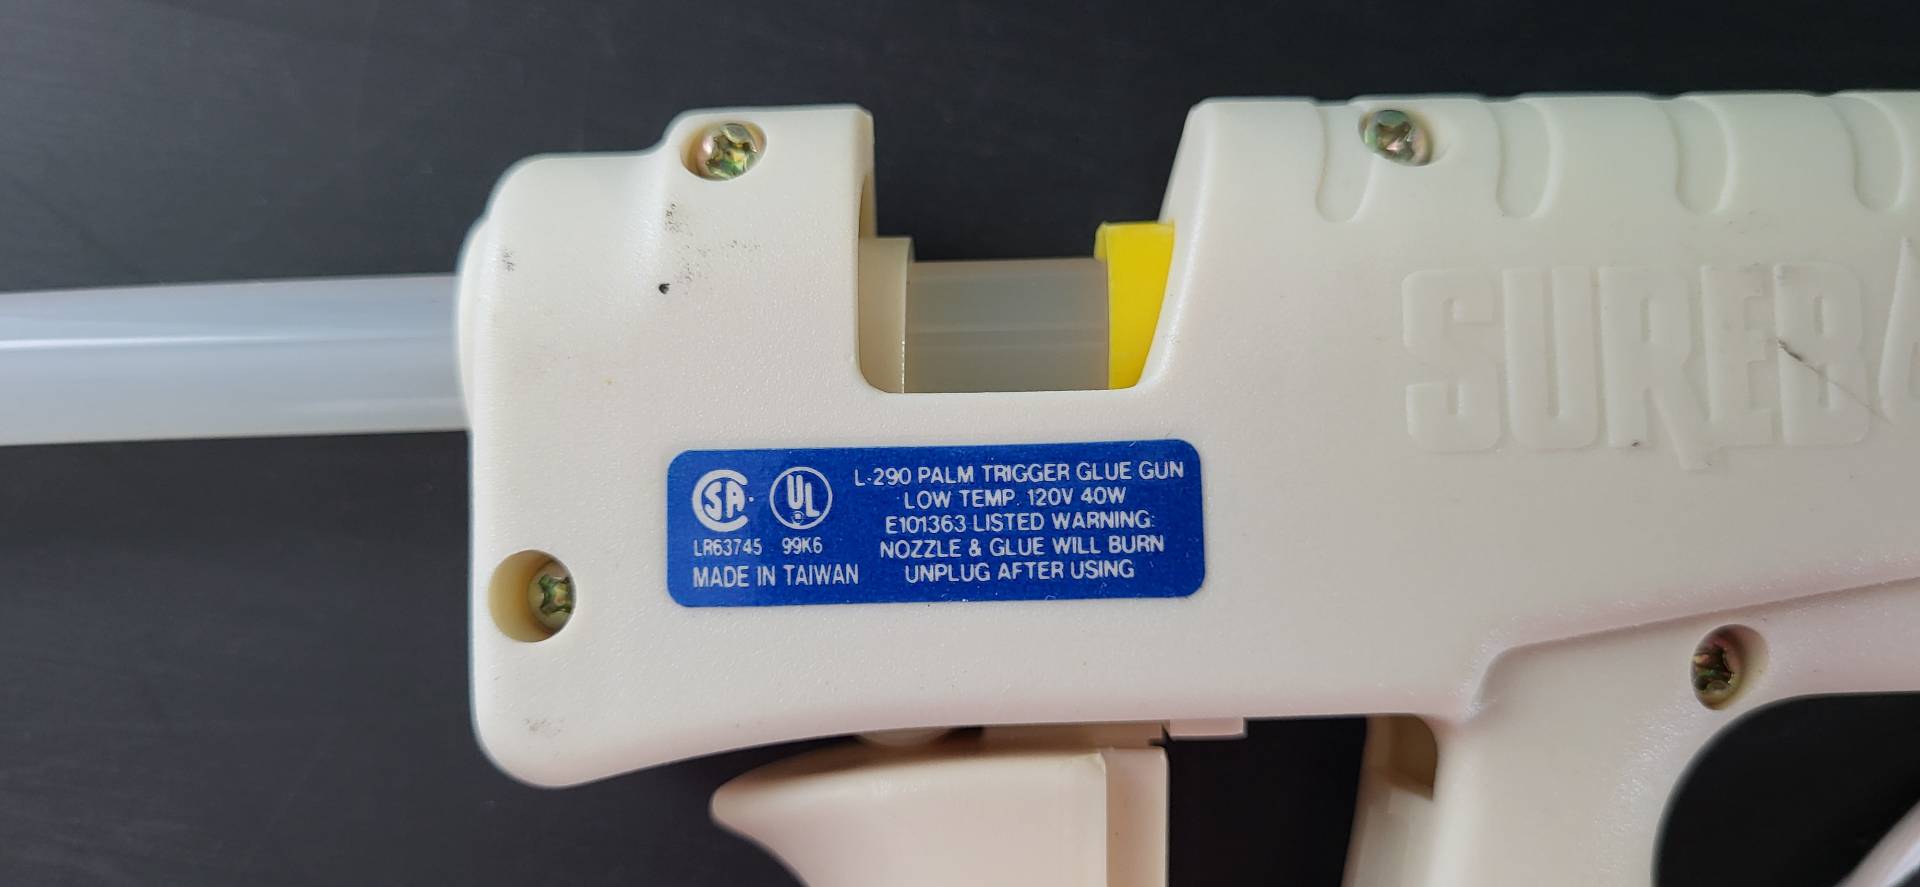 SA
UL
LR63745 99K6
MADE IN TAIWAN
L-290 PALM TRIGGER GLUE GUN
LOW TEMP. 120V 40W
E101363 LISTED WARNING:
NOZZLE & GLUE WILL BURN
UNPLUG AFTER USING
SUREB